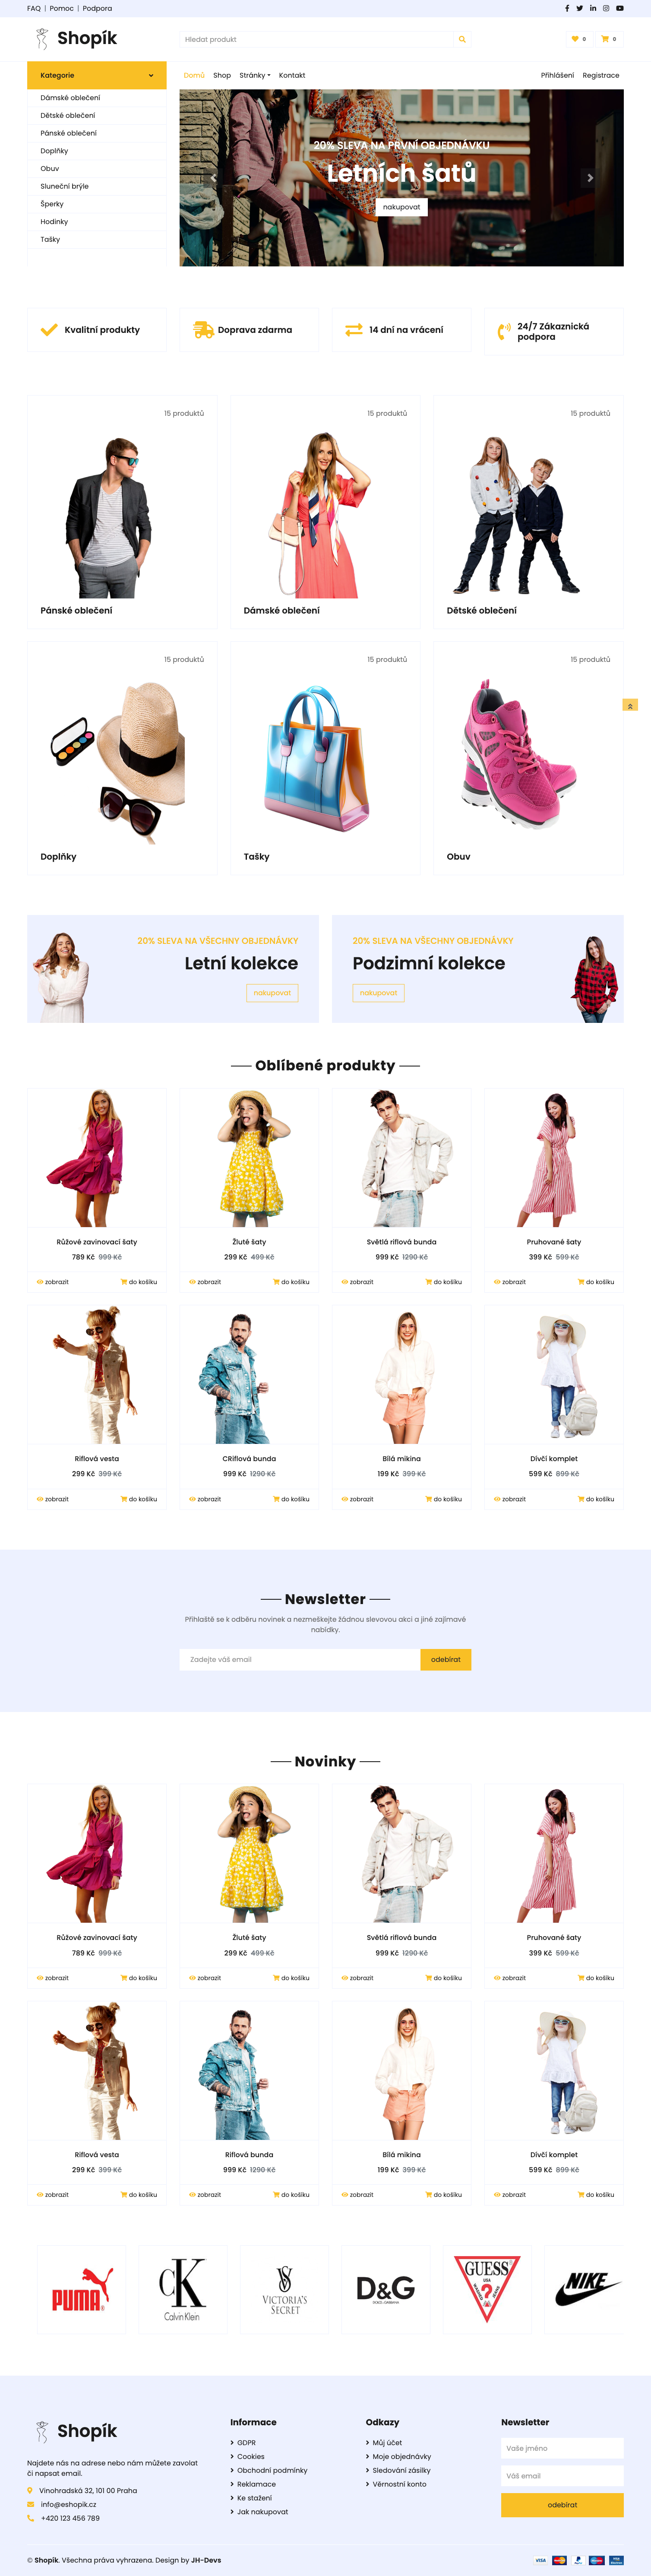 FAQ | Pomoc | Podpora
Shopík
Hledat produkt
0 0
Kategorie
Domů Shop Stránky Kontakt Přihlášení Registrace
Dámské oblečení
Dětské oblečení
Pánské oblečení
Doplňky
Obuv
Sluneční brýle
Šperky
Hodinky
Tašky
20% SLEVA NA PRVNÍ OBJEDNÁVKU
Letních šatů
nakupovat
Kvalitní produkty
Doprava zdarma
14 dní na vrácení
24/7 Zákaznická
podpora
15 produktů
Pánské oblečení
15 produktů
Dámské oblečení
15 produktů
Dětské oblečení
15 produktů
Doplňky
15 produktů
Tašky
15 produktů
Obuv
20% SLEVA NA VŠECHNY OBJEDNÁVKY
Letní kolekce
nakupovat
20% SLEVA NA VŠECHNY OBJEDNÁVKY
Podzimní kolekce
nakupovat
Oblíbené produkty
Růžové zavinovací šaty
789 Kč 999 Kč
zobrazit do košíku
Žluté šaty
299 Kč 499 Kč
zobrazit do košíku
Světlá riflová bunda
999 Kč 1290 Kč
zobrazit do košíku
Pruhované šaty
399 Kč 599 Kč
zobrazit do košíku
Riflová vesta
299 Kč 399 Kč
zobrazit do košíku
CRiflová bunda
999 Kč 1290 Kč
zobrazit do košíku
Bílá mikina
199 Kč 399 Kč
zobrazit do košíku
Dívčí komplet
599 Kč 899 Kč
zobrazit do košíku
Newsletter
Přihlaště se k odběru novinek a nezmeškejte žádnou slevovou akci a jiné zajímavé
nabídky.
Zadejte váš email
odebírat
Novinky
Růžové zavinovací šaty
789 Kč 999 Kč
zobrazit do košíku
Žluté šaty
299 Kč 499 Kč
zobrazit do košíku
Světlá riflová bunda
999 Kč 1290 Kč
zobrazit do košíku
Pruhované šaty
399 Kč 599 Kč
zobrazit do košíku
Riflová vesta
299 Kč 399 Kč
zobrazit do košíku
Riflová bunda
999 Kč 1290 Kč
zobrazit do košíku
Bílá mikina
199 Kč 399 Kč
zobrazit do košíku
Dívčí komplet
599 Kč 899 Kč
zobrazit do košíku
PUMA
CK
Calvin Klein
VS
VICTORIA'S
SECRET
D&G
DOLCE & GABBANA
GUESS
USA
?
NIKE
Shopík
Najdete nás na adrese nebo nám můžete zavolat
či napsat email.
Vinohradská 32, 101 00 Praha
info@eshopik.cz
+420 123 456 789
Informace
GDPR
Cookies
Obchodní podmínky
Reklamace
Ke stažení
Jak nakupovat
Odkazy
Můj účet
Moje objednávky
Sledování zásilky
Věrnostní konto
Newsletter
Vaše jméno
Váš email
odebírat
© Shopík. Všechna práva vyhrazena. Design by JH-Devs
VISA